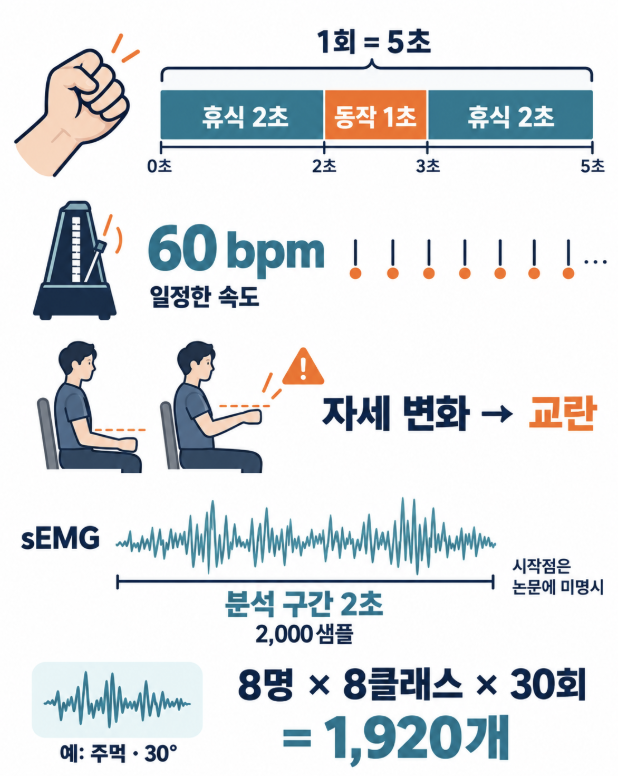 1회 = 5초
휴식 2초 동작 1초 휴식 2초
0초 2초 3초 5초
60 bpm
일정한 속도
...
!
자세 변화 → 교란
sEMG
시작점은
논문에 미명시
분석 구간 2초
2,000 샘플
8명 × 8클래스 × 30회
= 1,920개
예: 주먹 · 30°